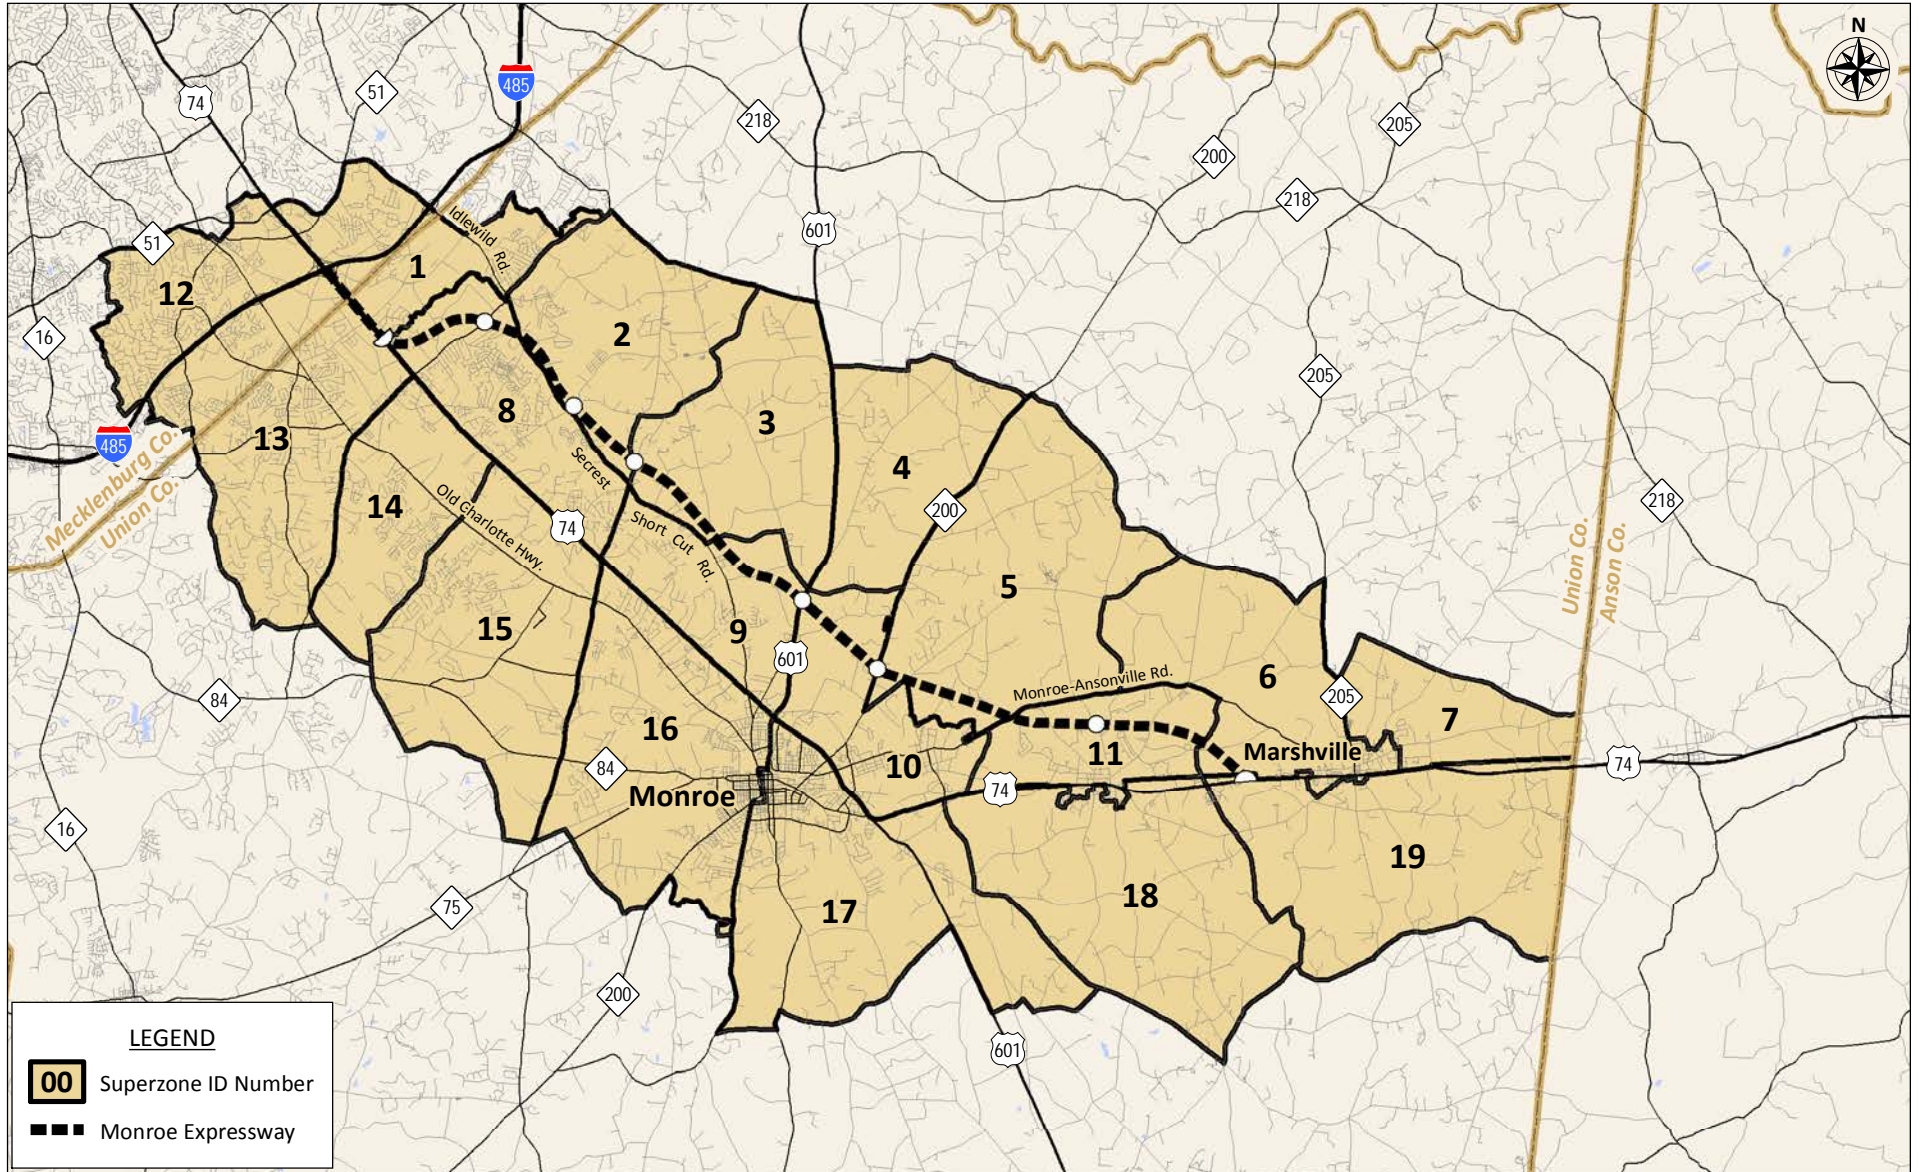 N
485
74
51
218
205
200
601
218
51
Idlewild
Rd.
1
12
16
2
205
3
8
13
485
4
Mecklenburg Co.
Union Co.
Secrest
14
Old Charlotte Hwy.
74
Short Cut
Rd.
200
218
Union Co.
Anson Co.
5
15
9
601
Monroe-Ansonville Rd.
6
205
84
7
16
11
Marshville
10
84
74
74
Monroe
16
19
18
75
17
200
601
LEGEND
00 Superzone ID Number
Monroe Expressway